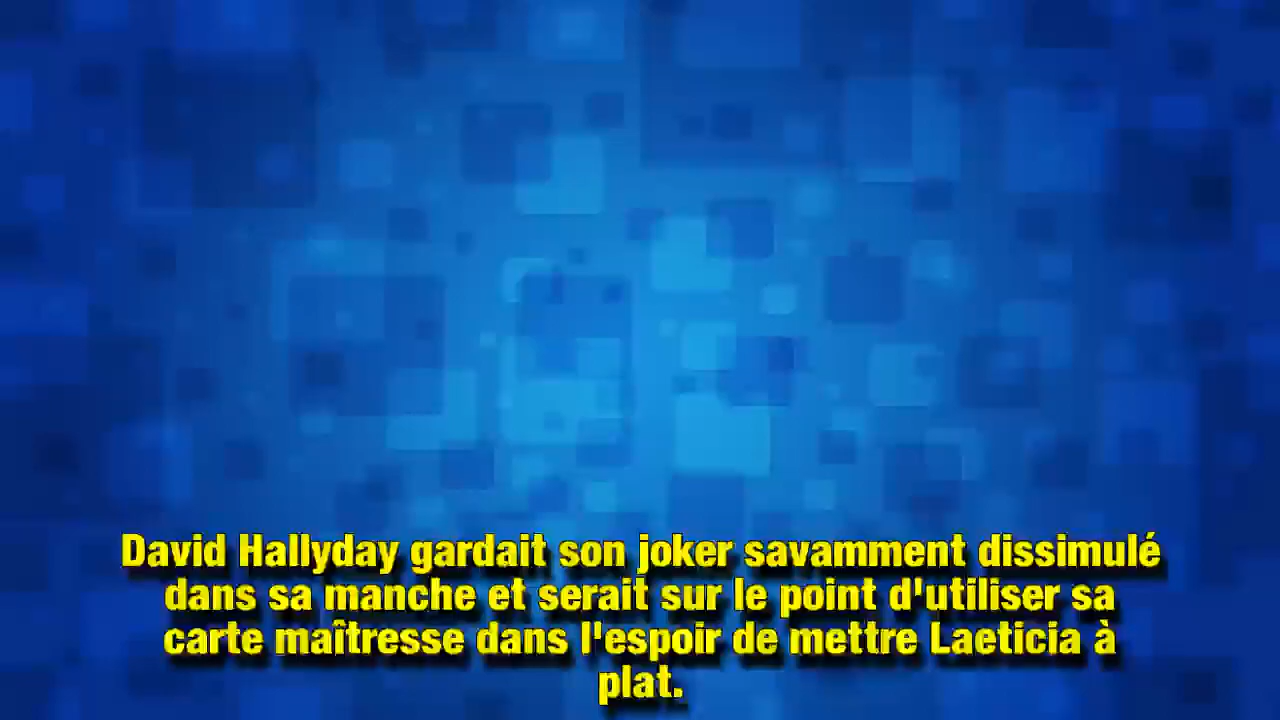 David Hallyday gardait son joker savamment dissimulé
dans sa manche et serait sur le point d'utiliser sa
carte maîtresse dans l'espoir de mettre Laeticia à
plat.